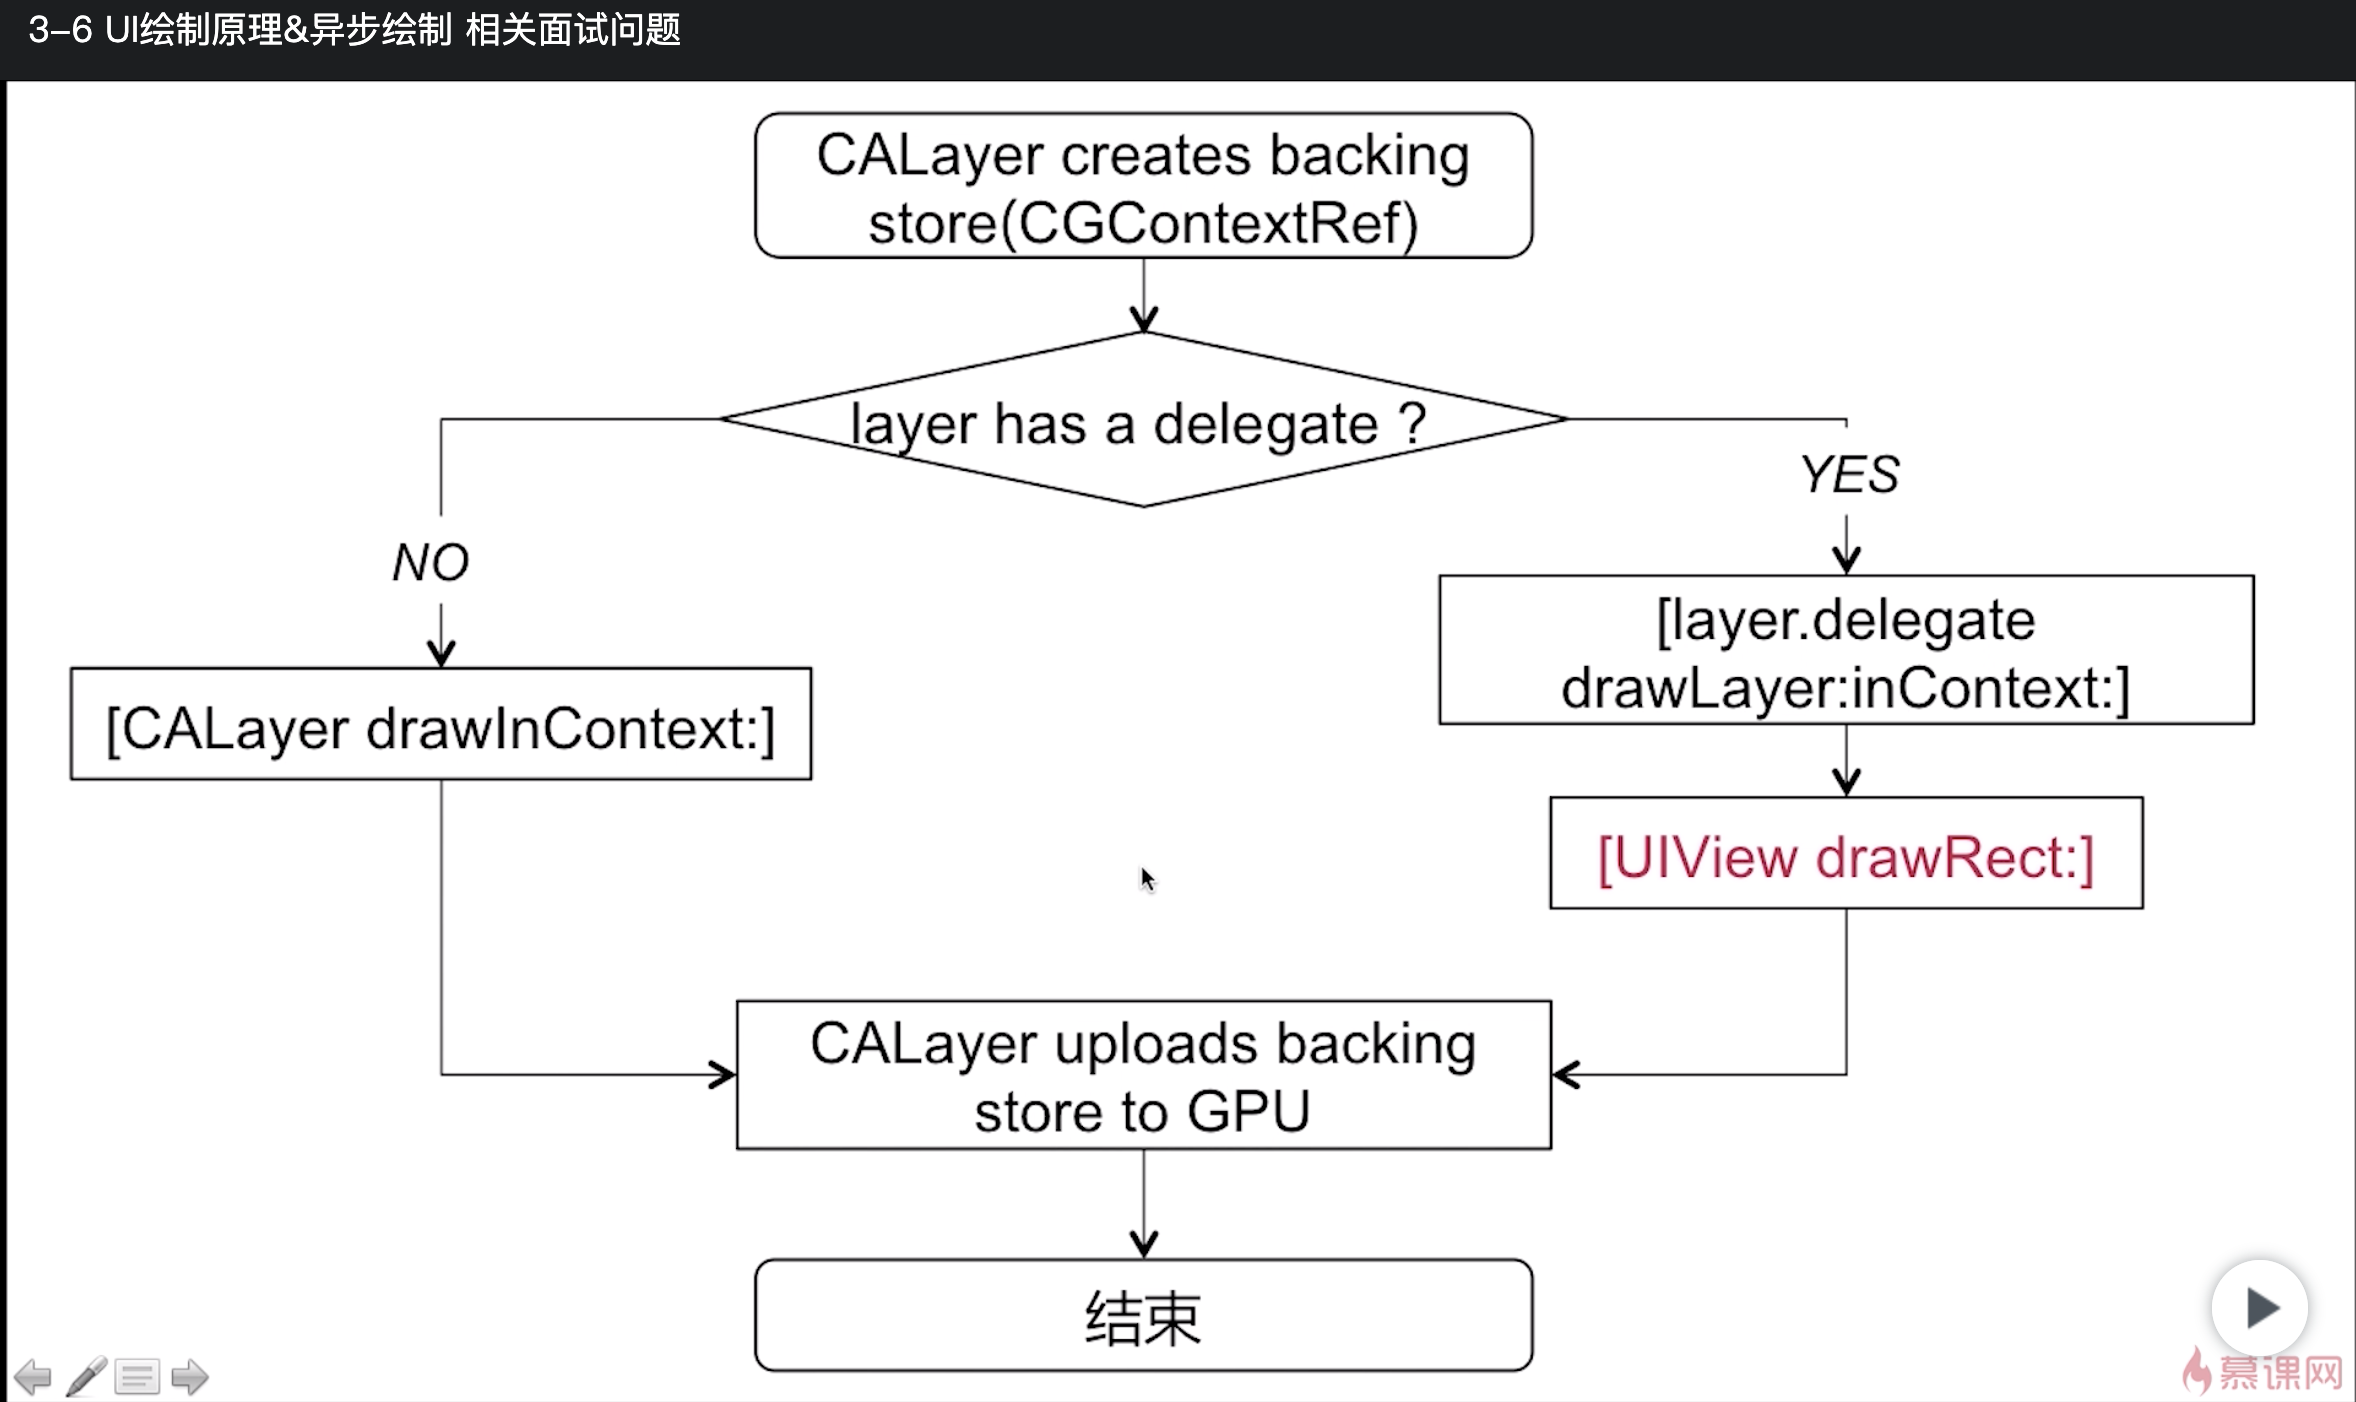 3-6 UI绘制原理&异步绘制 相关面试问题
CALayer creates backing
store(CGContextRef)
layer has a delegate ?
YES
NO
[layer.delegate
drawLayer:inContext:]
[CALayer drawInContext:]
[UIView drawRect:]
CALayer uploads backing
store to GPU
结束
慕课网